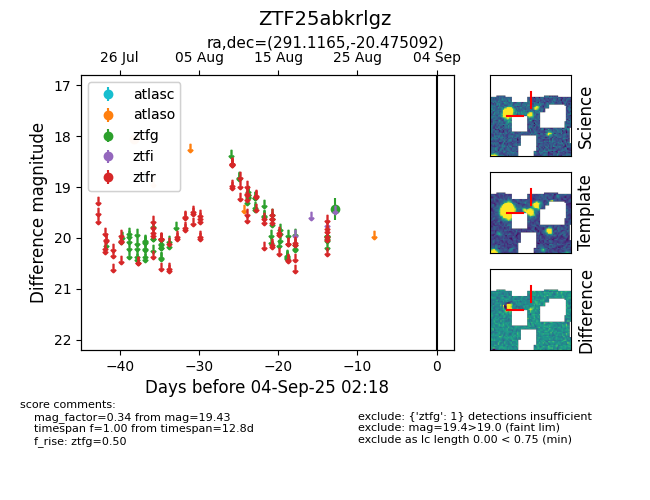 ZTF25abkrlgz
ra,dec=(291.1165,-20.475092)
26 Jul 05 Aug 15 Aug 25 Aug 04 Sep
atlasc
atlaso
ztfg
ztfi
ztfr
17
18
19
20
21
22
Difference magnitude
−40 −30 −20 −10 0
Days before 04-Sep-25 02:18
Science
Template
Difference
score comments:
mag_factor=0.34 from mag=19.43
timespan f=1.00 from timespan=12.8d
f_rise: ztfg=0.50
exclude: {'ztfg': 1} detections insufficient
exclude: mag=19.4>19.0 (faint lim)
exclude as lc length 0.00 < 0.75 (min)